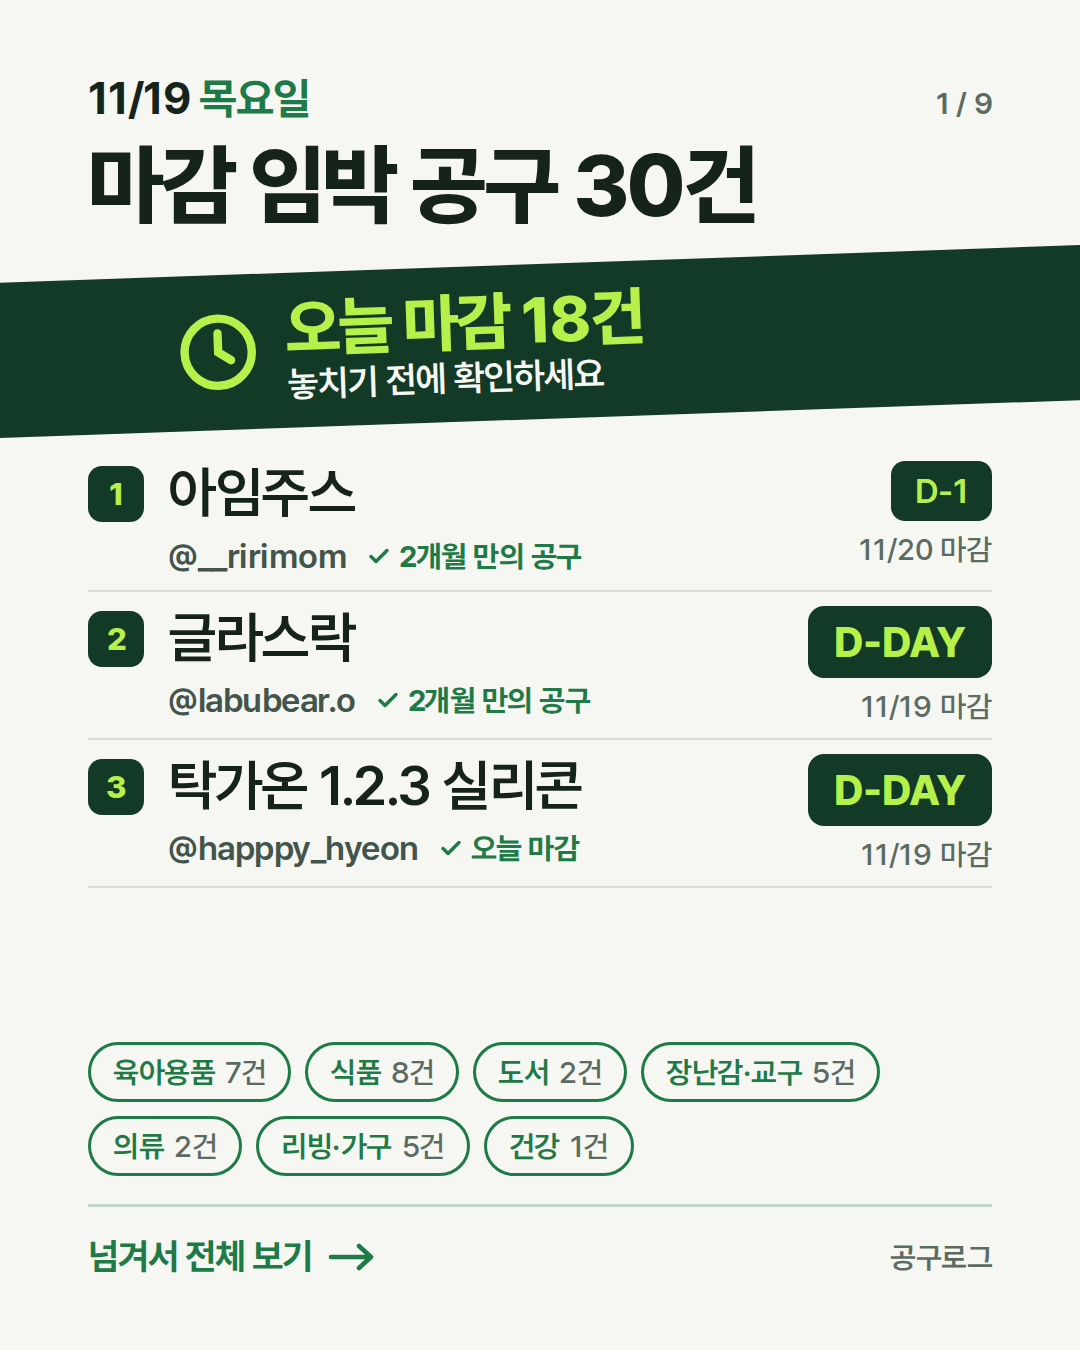 11/19 목요일
1 / 9
마감 임박 공구 30건
오늘 마감 18건
놓치기 전에 확인하세요
1 아임주스 D-1
@__ririmom ✓ 2개월 만의 공구 11/20 마감
2 글라스락 D-DAY
@labubear.o ✓ 2개월 만의 공구 11/19 마감
3 탁가온 1.2.3 실리콘 D-DAY
@happpy_hyeon ✓ 오늘 마감 11/19 마감
육아용품 7건 식품 8건 도서 2건 장난감·교구 5건
의류 2건 리빙·가구 5건 건강 1건
넘겨서 전체 보기 → 공구로그